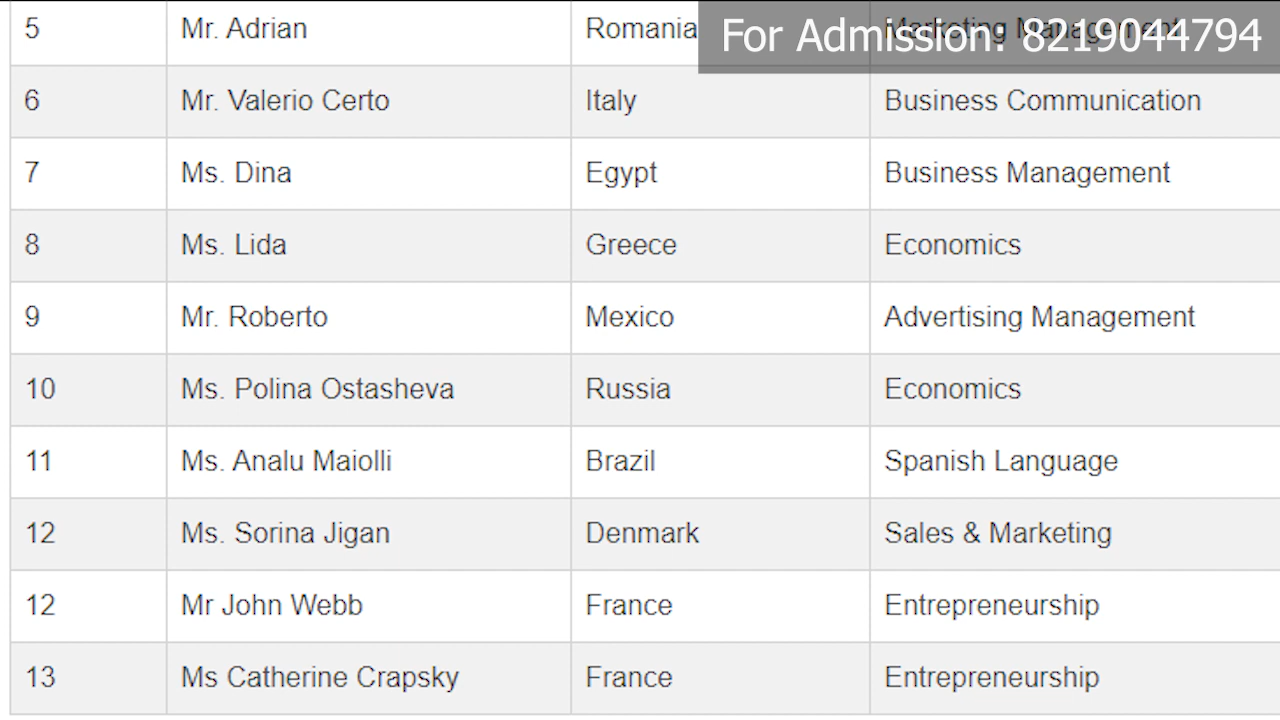 For Admission: 8219044794
5 Mr. Adrian Romania Marketing Management
6 Mr. Valerio Certo Italy Business Communication
7 Ms. Dina Egypt Business Management
8 Ms. Lida Greece Economics
9 Mr. Roberto Mexico Advertising Management
10 Ms. Polina Ostasheva Russia Economics
11 Ms. Analu Maiolli Brazil Spanish Language
12 Ms. Sorina Jigan Denmark Sales & Marketing
12 Mr John Webb France Entrepreneurship
13 Ms Catherine Crapsky France Entrepreneurship